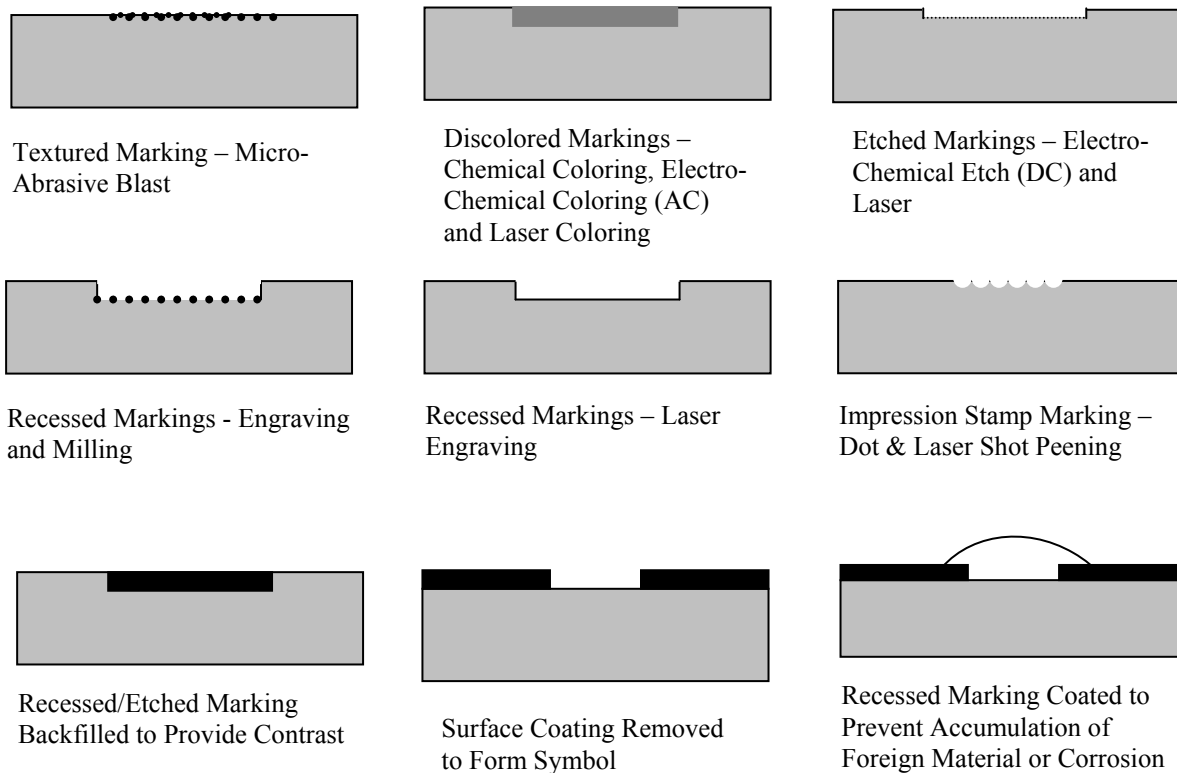 Textured Marking – Micro-
Abrasive Blast
Discolored Markings –
Chemical Coloring, Electro-
Chemical Coloring (AC)
and Laser Coloring
Etched Markings – Electro-
Chemical Etch (DC) and
Laser
Recessed Markings - Engraving
and Milling
Recessed Markings – Laser
Engraving
Impression Stamp Marking –
Dot & Laser Shot Peening
Recessed/Etched Marking
Backfilled to Provide Contrast
Surface Coating Removed
to Form Symbol
Recessed Marking Coated to
Prevent Accumulation of
Foreign Material or Corrosion